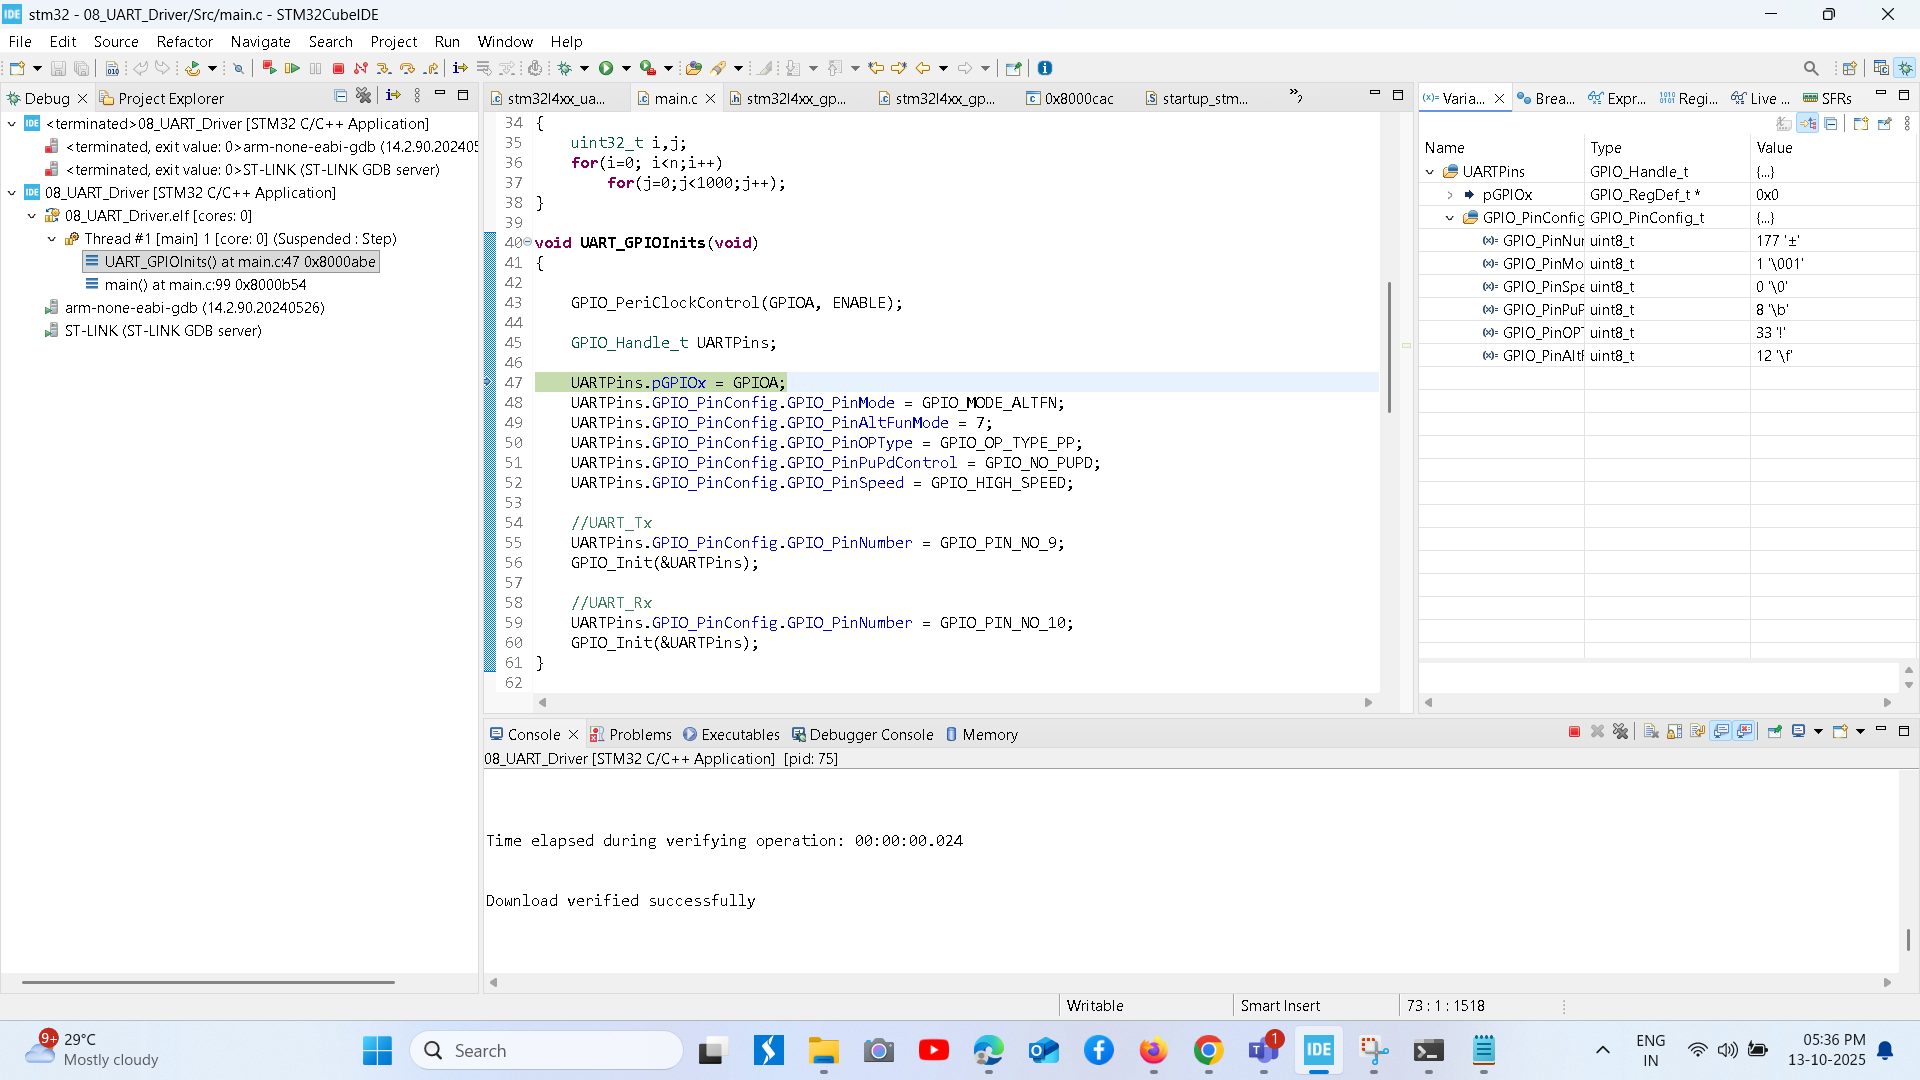 stm32 - 08_UART_Driver/Src/main.c - STM32CubeIDE
File Edit Source Refactor Navigate Search Project Run Window Help
Debug Project Explorer
<terminated>08_UART_Driver [STM32 C/C++ Application]
<terminated, exit value: 0>arm-none-eabi-gdb (14.2.90.202405
<terminated, exit value: 0>ST-LINK (ST-LINK GDB server)
08_UART_Driver [STM32 C/C++ Application]
08_UART_Driver.elf [cores: 0]
Thread #1 [main] 1 [core: 0] (Suspended : Step)
UART_GPIOInits() at main.c:47 0x8000abe
main() at main.c:99 0x8000b54
arm-none-eabi-gdb (14.2.90.20240526)
ST-LINK (ST-LINK GDB server)
stm32l4xx_ua... main.c stm32l4xx_gp... stm32l4xx_gp... 0x8000cac startup_stm... »2
34 {
35 uint32_t i,j;
36 for(i=0; i<n;i++)
37 for(j=0;j<1000;j++);
38 }
39
40 void UART_GPIOInits(void)
41 {
42
43 GPIO_PeriClockControl(GPIOA, ENABLE);
44
45 GPIO_Handle_t UARTPins;
46
47 UARTPins.pGPIOx = GPIOA;
48 UARTPins.GPIO_PinConfig.GPIO_PinMode = GPIO_MODE_ALTFN;
49 UARTPins.GPIO_PinConfig.GPIO_PinAltFunMode = 7;
50 UARTPins.GPIO_PinConfig.GPIO_PinOPType = GPIO_OP_TYPE_PP;
51 UARTPins.GPIO_PinConfig.GPIO_PinPuPdControl = GPIO_NO_PUPD;
52 UARTPins.GPIO_PinConfig.GPIO_PinSpeed = GPIO_HIGH_SPEED;
53
54 //UART_Tx
55 UARTPins.GPIO_PinConfig.GPIO_PinNumber = GPIO_PIN_NO_9;
56 GPIO_Init(&UARTPins);
57
58 //UART_Rx
59 UARTPins.GPIO_PinConfig.GPIO_PinNumber = GPIO_PIN_NO_10;
60 GPIO_Init(&UARTPins);
61 }
62
(x)= Varia... Brea... Expr... Regi... Live ... SFRs
Name Type Value
UARTPins GPIO_Handle_t {...}
pGPIOx GPIO_RegDef_t * 0x0
GPIO_PinConfig GPIO_PinConfig_t {...}
(x)= GPIO_PinNu uint8_t 177 '±'
(x)= GPIO_PinMo uint8_t 1 '\001'
(x)= GPIO_PinSpe uint8_t 0 '\0'
(x)= GPIO_PinPuP uint8_t 8 '\b'
(x)= GPIO_PinOPT uint8_t 33 '!'
(x)= GPIO_PinAltF uint8_t 12 '\f'
Console Problems Executables Debugger Console Memory
08_UART_Driver [STM32 C/C++ Application] [pid: 75]
Time elapsed during verifying operation: 00:00:00.024
Download verified successfully
Writable Smart Insert 73 : 1 : 1518
9+ 29°C
Mostly cloudy
Search
1
IDE
ENG
IN
05:36 PM
13-10-2025